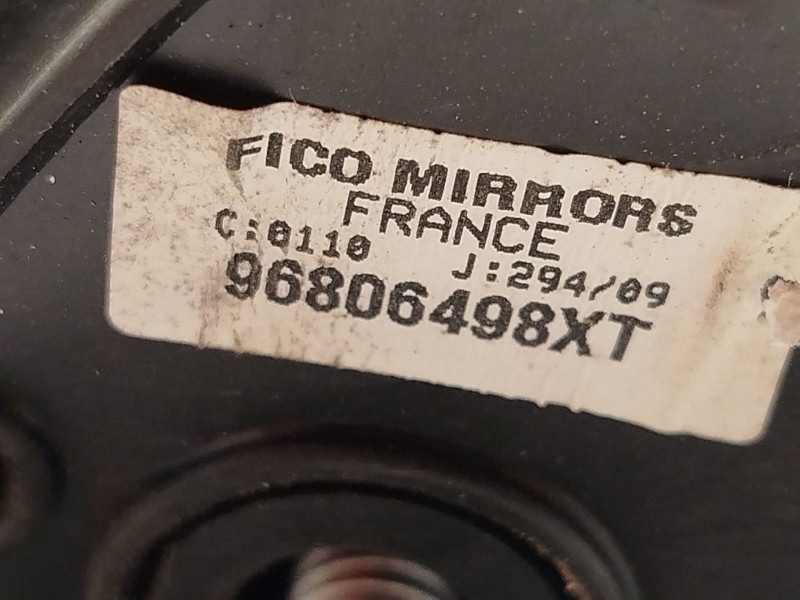 FICO MIRRORS
FRANCE
C:0110 J:294/09
96806498XT